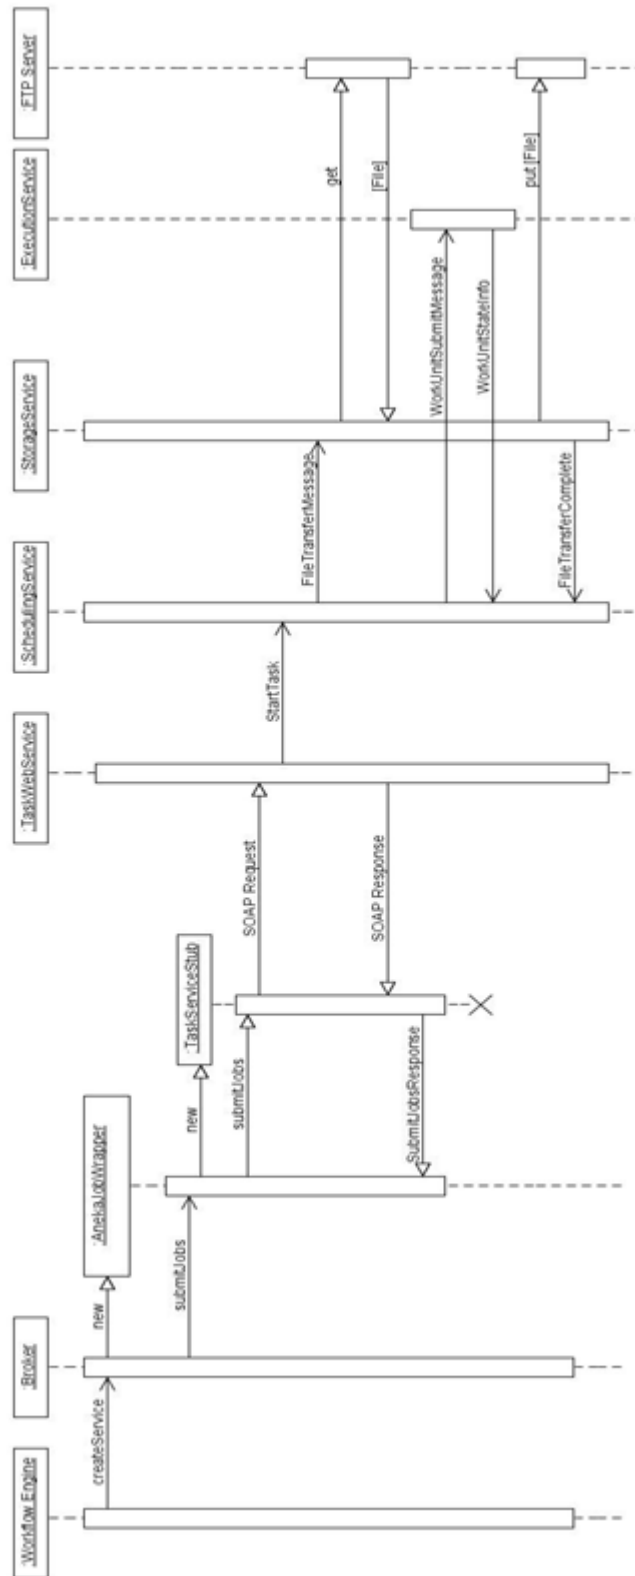 :Workflow Engine
:Broker
:AnekaJobWrapper
:TaskServiceStub
:TaskWebService
:SchedulingService
:StorageService
:ExecutionService
:FTP Server
createService
new
submitJobs
new
submitJobs
SOAP Request
StartTask
FileTransferMessage
get
[File]
SOAP Response
SubmitJobsResponse
WorkUnitSubmitMessage
WorkUnitStateInfo
put [File]
FileTransferComplete